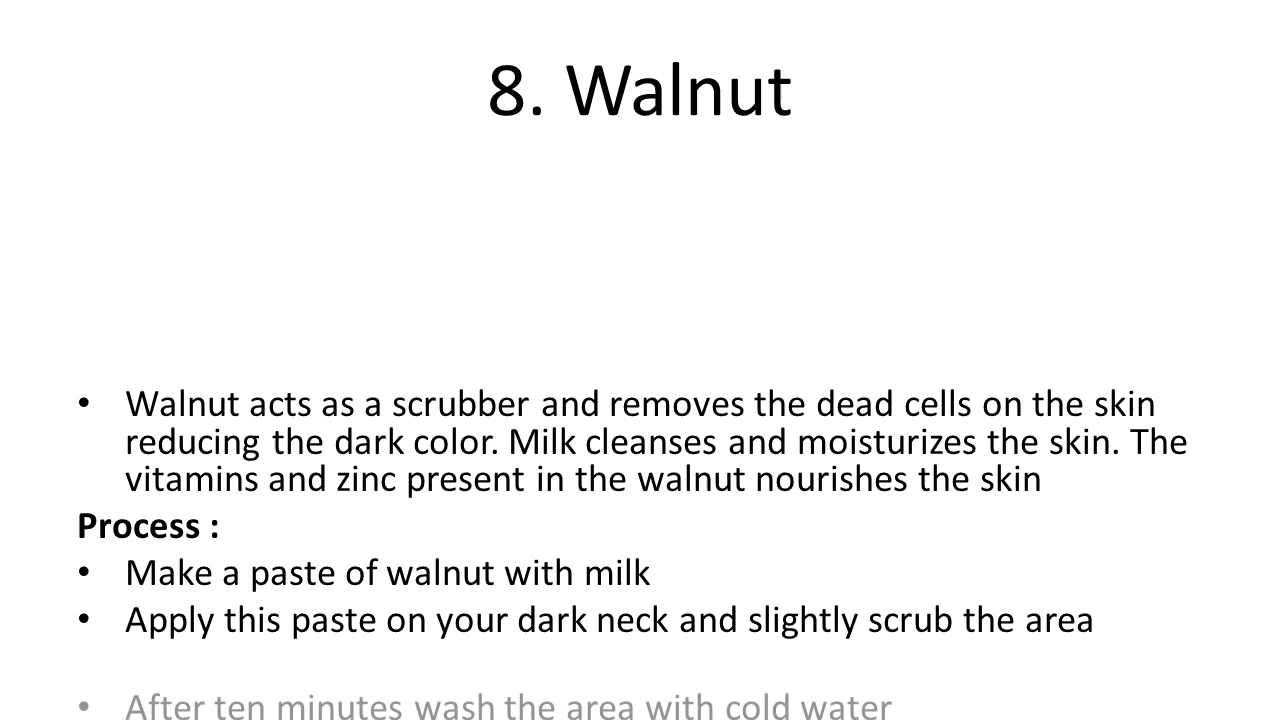 8. Walnut
• Walnut acts as a scrubber and removes the dead cells on the skin
reducing the dark color. Milk cleanses and moisturizes the skin. The
vitamins and zinc present in the walnut nourishes the skin
Process :
• Make a paste of walnut with milk
• Apply this paste on your dark neck and slightly scrub the area
• After ten minutes wash the area with cold water